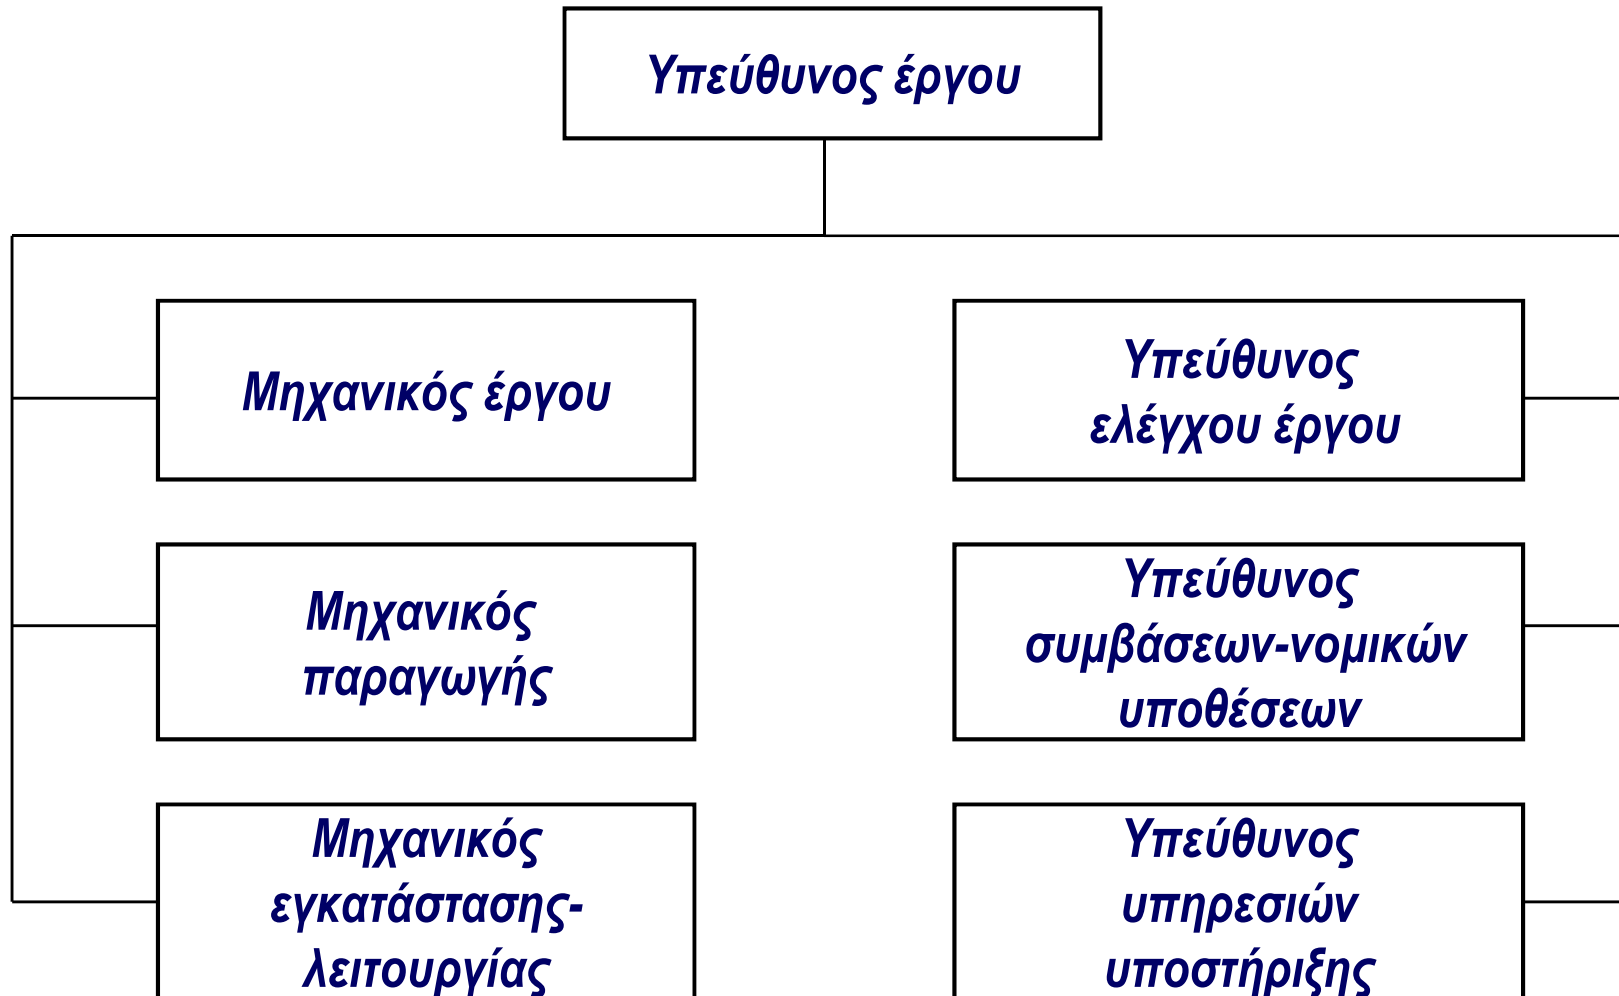 Υπεύθυνος έργου
Μηχανικός έργου
Υπεύθυνος
ελέγχου έργου
Μηχανικός
παραγωγής
Υπεύθυνος
συμβάσεων-νομικών
υποθέσεων
Μηχανικός
εγκατάστασης-
λειτουργίας
Υπεύθυνος
υπηρεσιών
υποστήριξης